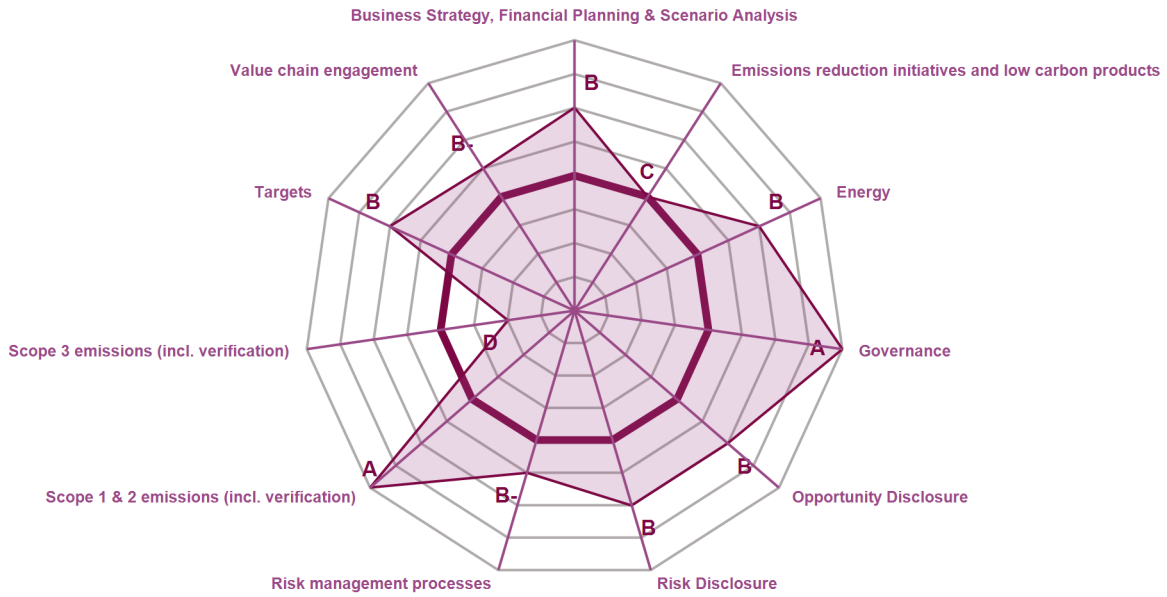 Business Strategy, Financial Planning & Scenario Analysis
Value chain engagement
Emissions reduction initiatives and low carbon products
B
B-
C
Targets
B
B
Energy
Scope 3 emissions (incl. verification)
D
A
Governance
A
B
Scope 1 & 2 emissions (incl. verification)
B-
Opportunity Disclosure
B
Risk management processes
Risk Disclosure